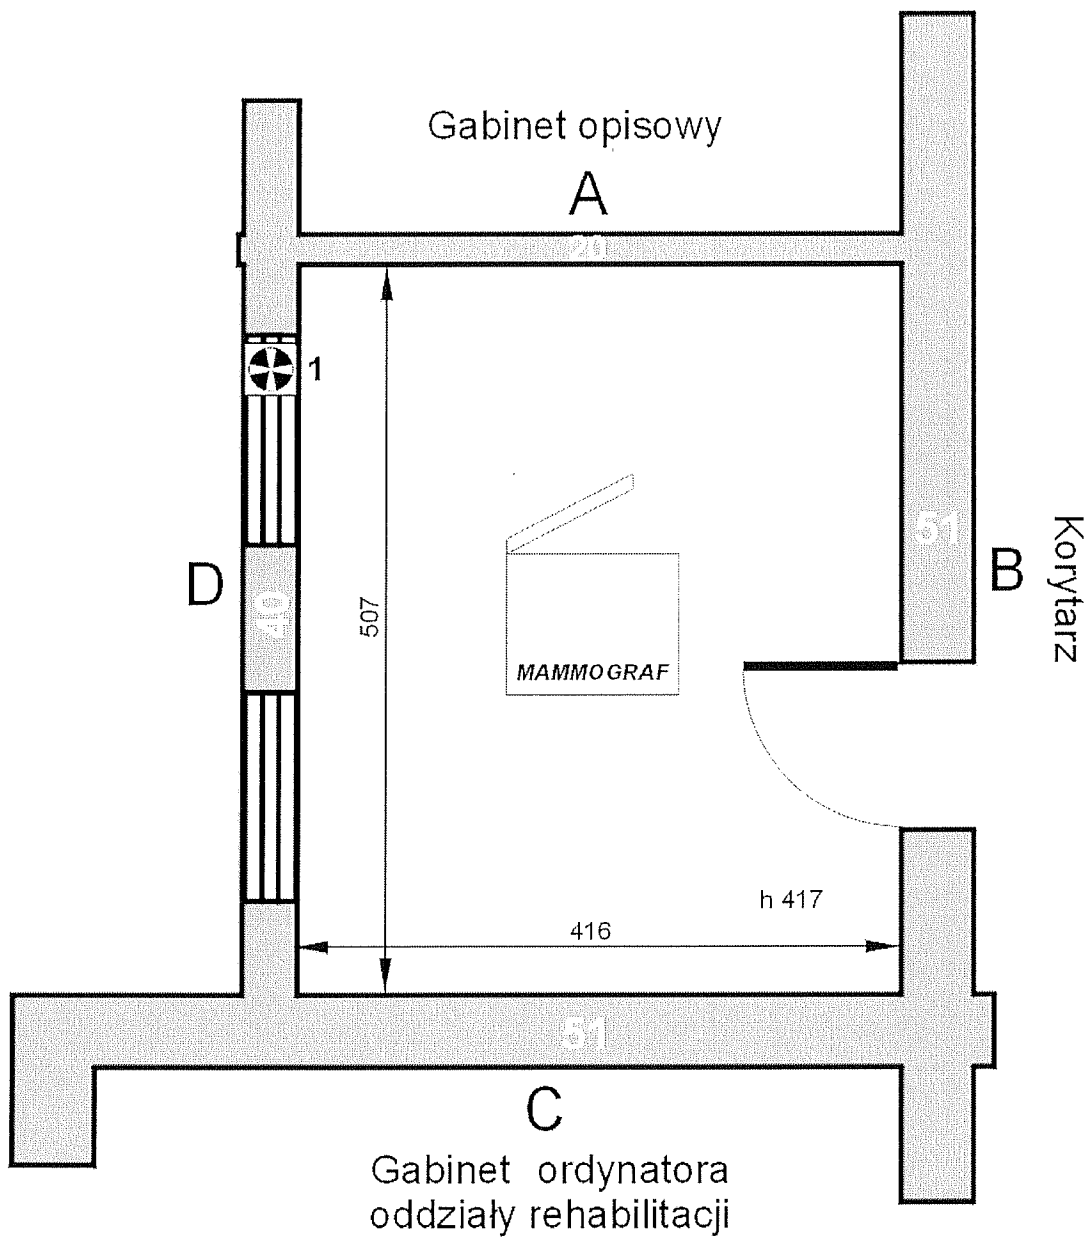 Gabinet opisowy
A
20
1
51
B
Korytarz
D
40
507
MAMMOGRAF
h 417
416
51
C
Gabinet ordynatora
oddziały rehabilitacji